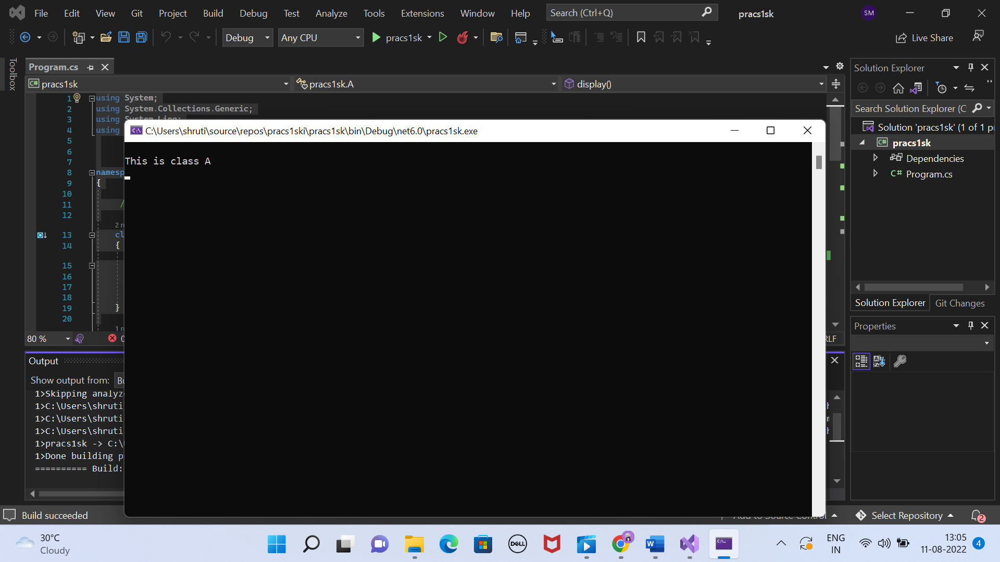 File Edit View Git Project Build Debug Test Analyze Tools Extensions Window Help Search (Ctrl+Q) pracs1sk SM
Debug Any CPU pracs1sk Live Share
Toolbox
Program.cs
pracs1sk pracs1sk.A display()
1 using System;
2 using System.Collections.Generic;
3 using System.Linq;
4 using
5
6
7
8 namesp
9 {
10
11 /
12
2 r
13 cl
14 {
15
16
17
18
19 }
20
1 r
80 % 0 RLF
C:\Users\shruti\source\repos\pracs1ski\pracs1sk\bin\Debug\net6.0\pracs1sk.exe
This is class A
Output
Show output from: Bu
1>Skipping analyz
1>C:\Users\shruti
1>C:\Users\shruti
1>C:\Users\shruti
1>pracs1sk -> C:\
1>Done building p
========== Build:
Solution Explorer
Search Solution Explorer (C
Solution 'pracs1sk' (1 of 1 pr
C# pracs1sk
Dependencies
C# Program.cs
Solution Explorer Git Changes
Properties
Build succeeded Add to Source Control Select Repository 2
30°C
Cloudy
DELL
ENG
IN
13:05
11-08-2022
4